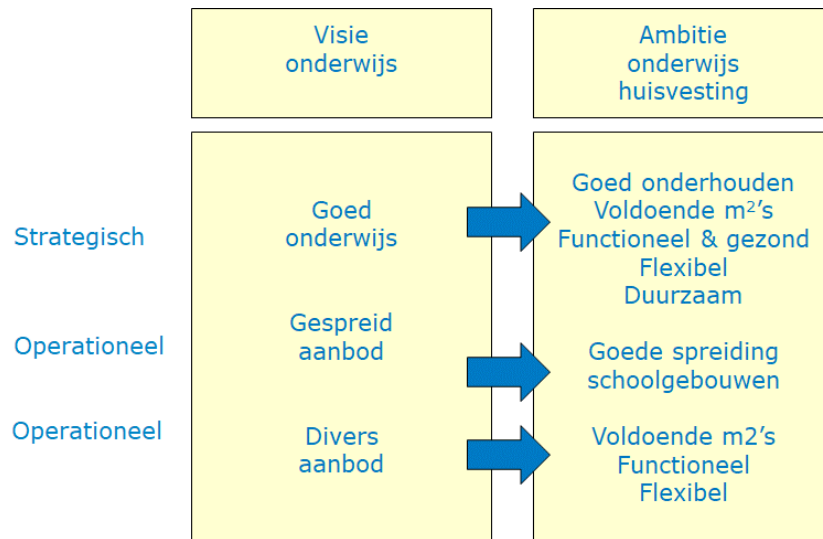 Visie
onderwijs
Ambitie
onderwijs
huisvesting
Strategisch
Goed
onderwijs
Goed onderhouden
Voldoende m²'s
Functioneel & gezond
Flexibel
Duurzaam
Operationeel
Gespreid
aanbod
Goede spreiding
schoolgebouwen
Operationeel
Divers
aanbod
Voldoende m2's
Functioneel
Flexibel